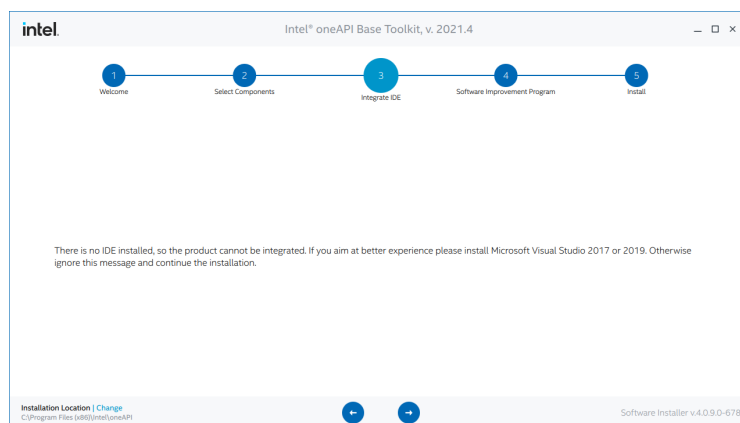 intel.
Intel® oneAPI Base Toolkit, v. 2021.4
1
2
3
4
5
Welcome
Select Components
Integrate IDE
Software Improvement Program
Install
There is no IDE installed, so the product cannot be integrated. If you aim at better experience please install Microsoft Visual Studio 2017 or 2019. Otherwise
ignore this message and continue the installation.
Installation Location | Change
C:\Program Files (x86)\Intel\oneAPI
Software Installer v.4.0.9.0-678